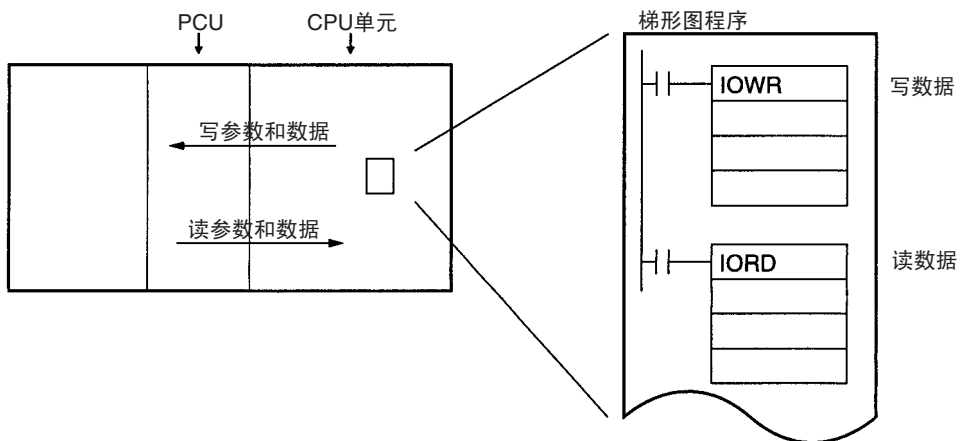 PCU
CPU单元
写参数和数据
读参数和数据
梯形图程序
IOWR
写数据
IORD
读数据